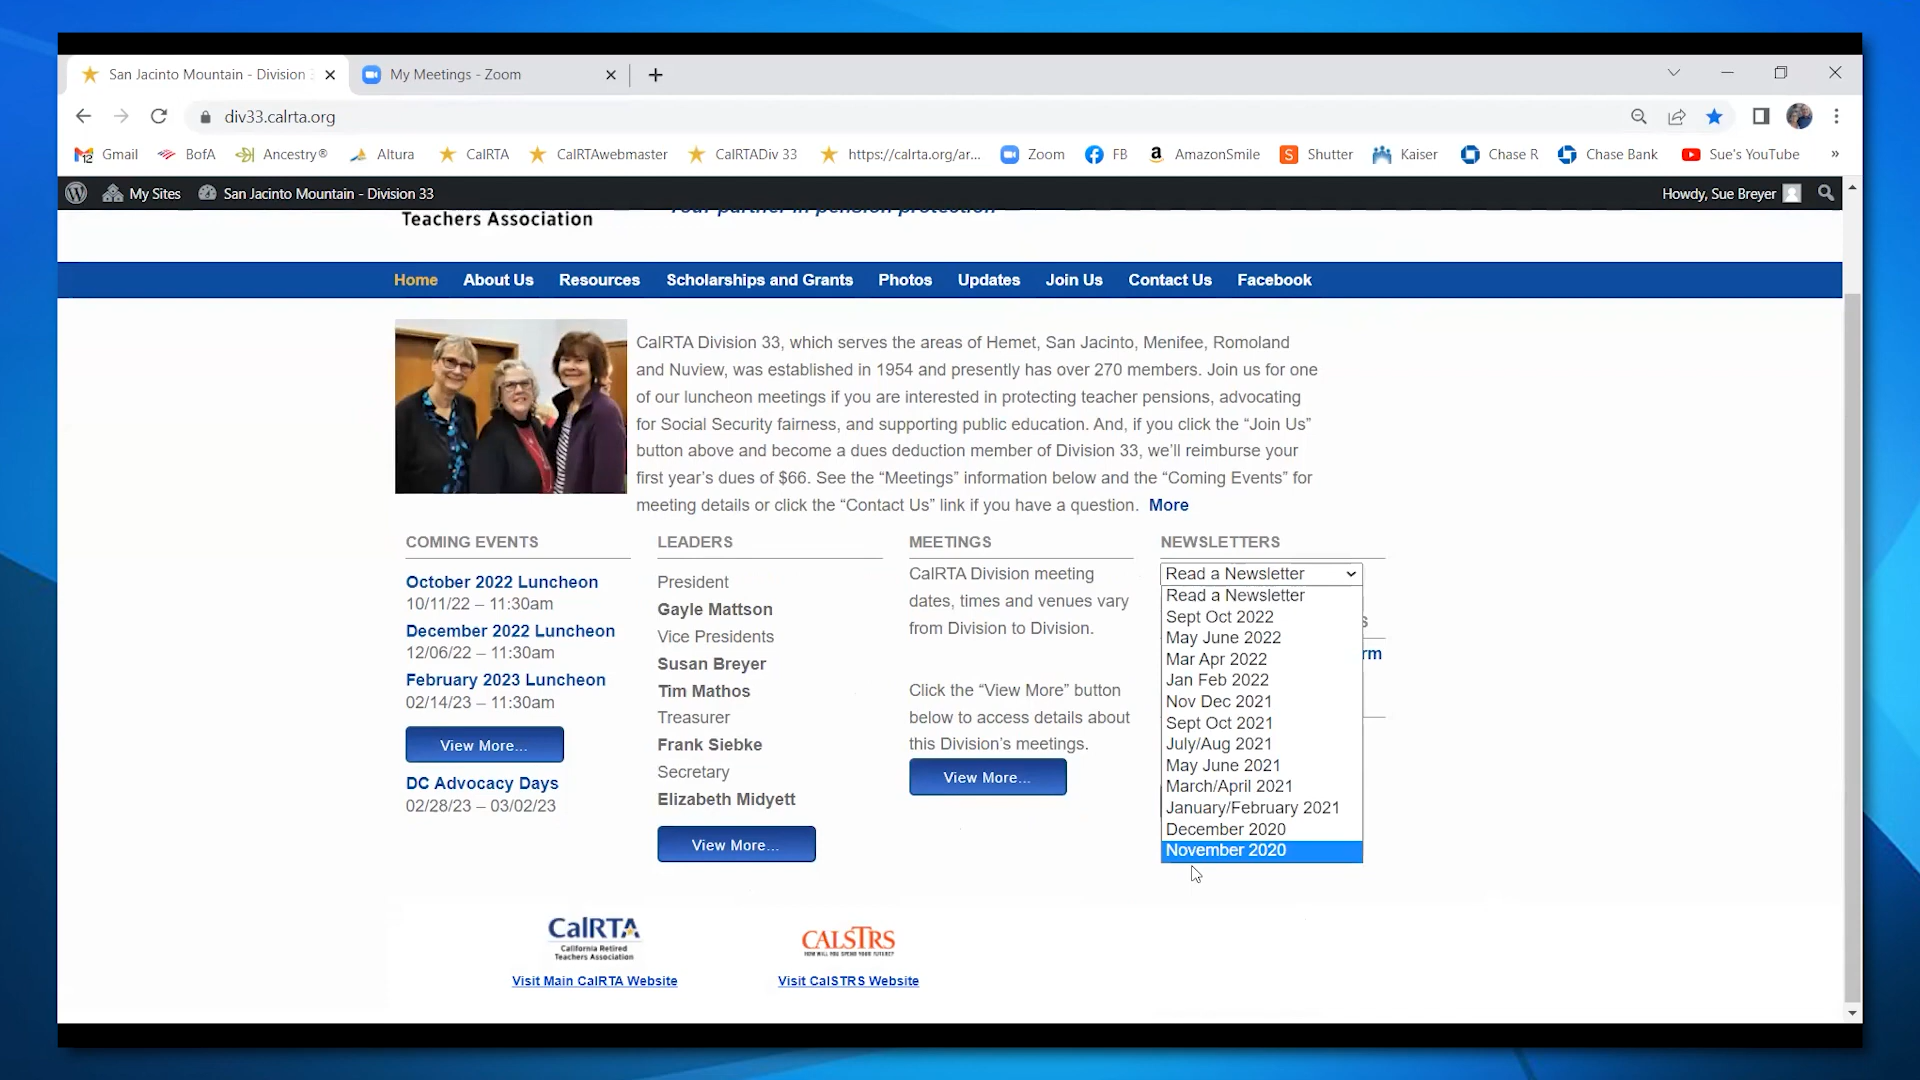 San Jacinto Mountain - Division
My Meetings - Zoom
div33.calrta.org
Gmail
BofA
Ancestry®
Altura
CalRTA
CalRTAwebmaster
CalRTADiv 33
https://calrta.org/ar...
Zoom
FB
AmazonSmile
Shutter
Kaiser
Chase R
Chase Bank
Sue's YouTube
»
My Sites
San Jacinto Mountain - Division 33
Howdy, Sue Breyer
Teachers Association
Your partner in pension protection
Home
About Us
Resources
Scholarships and Grants
Photos
Updates
Join Us
Contact Us
Facebook
CalRTA Division 33, which serves the areas of Hemet, San Jacinto, Menifee, Romoland
and Nuview, was established in 1954 and presently has over 270 members. Join us for one
of our luncheon meetings if you are interested in protecting teacher pensions, advocating
for Social Security fairness, and supporting public education. And, if you click the “Join Us”
button above and become a dues deduction member of Division 33, we’ll reimburse your
first year’s dues of $66. See the “Meetings” information below and the “Coming Events” for
meeting details or click the “Contact Us” link if you have a question. More
COMING EVENTS
October 2022 Luncheon
10/11/22 – 11:30am
December 2022 Luncheon
12/06/22 – 11:30am
February 2023 Luncheon
02/14/23 – 11:30am
View More...
DC Advocacy Days
02/28/23 – 03/02/23
LEADERS
President
Gayle Mattson
Vice Presidents
Susan Breyer
Tim Mathos
Treasurer
Frank Siebke
Secretary
Elizabeth Midyett
View More...
MEETINGS
CalRTA Division meeting
dates, times and venues vary
from Division to Division.
Click the “View More” button
below to access details about
this Division’s meetings.
View More...
NEWSLETTERS
Read a Newsletter
Read a Newsletter
Sept Oct 2022
May June 2022
Mar Apr 2022
Jan Feb 2022
Nov Dec 2021
Sept Oct 2021
July/Aug 2021
May June 2021
March/April 2021
January/February 2021
December 2020
November 2020
S
rm
CalRTA
California Retired
Teachers Association
Visit Main CalRTA Website
CALSTRS
HOW WILL YOU SPEND YOUR FUTURE?
Visit CalSTRS Website